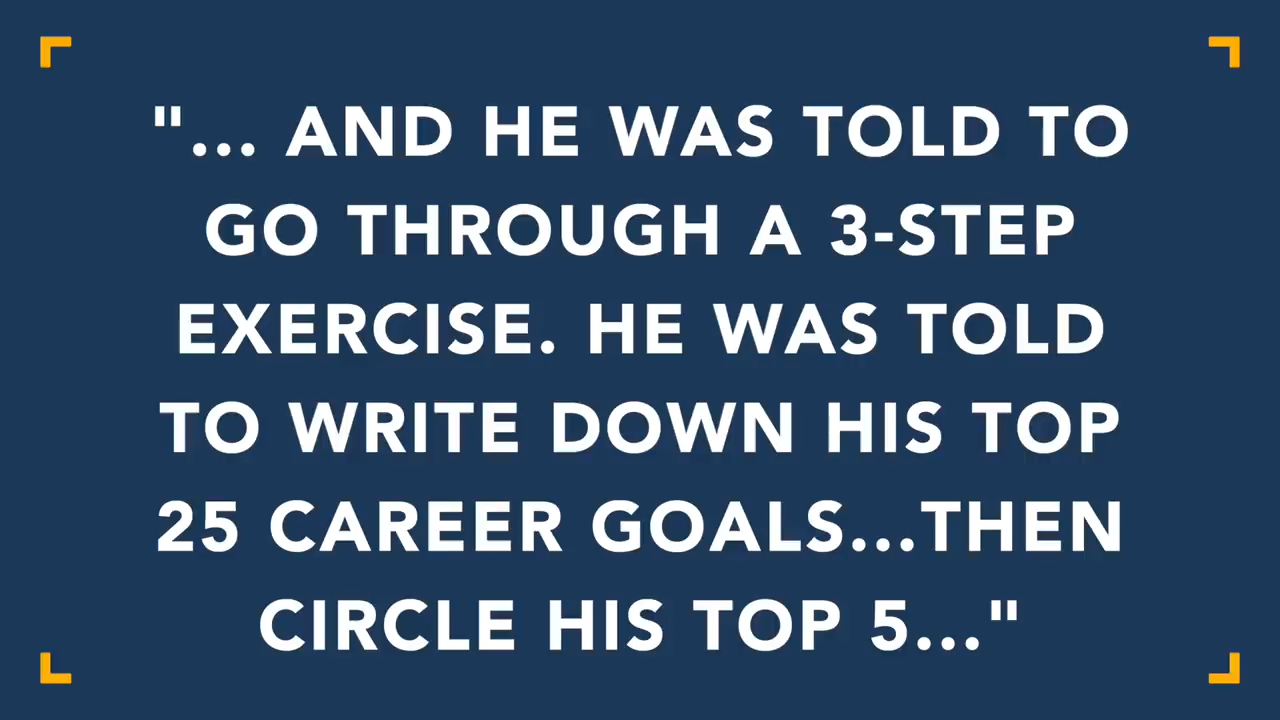 "... AND HE WAS TOLD TO
GO THROUGH A 3-STEP
EXERCISE. HE WAS TOLD
TO WRITE DOWN HIS TOP
25 CAREER GOALS...THEN
CIRCLE HIS TOP 5..."